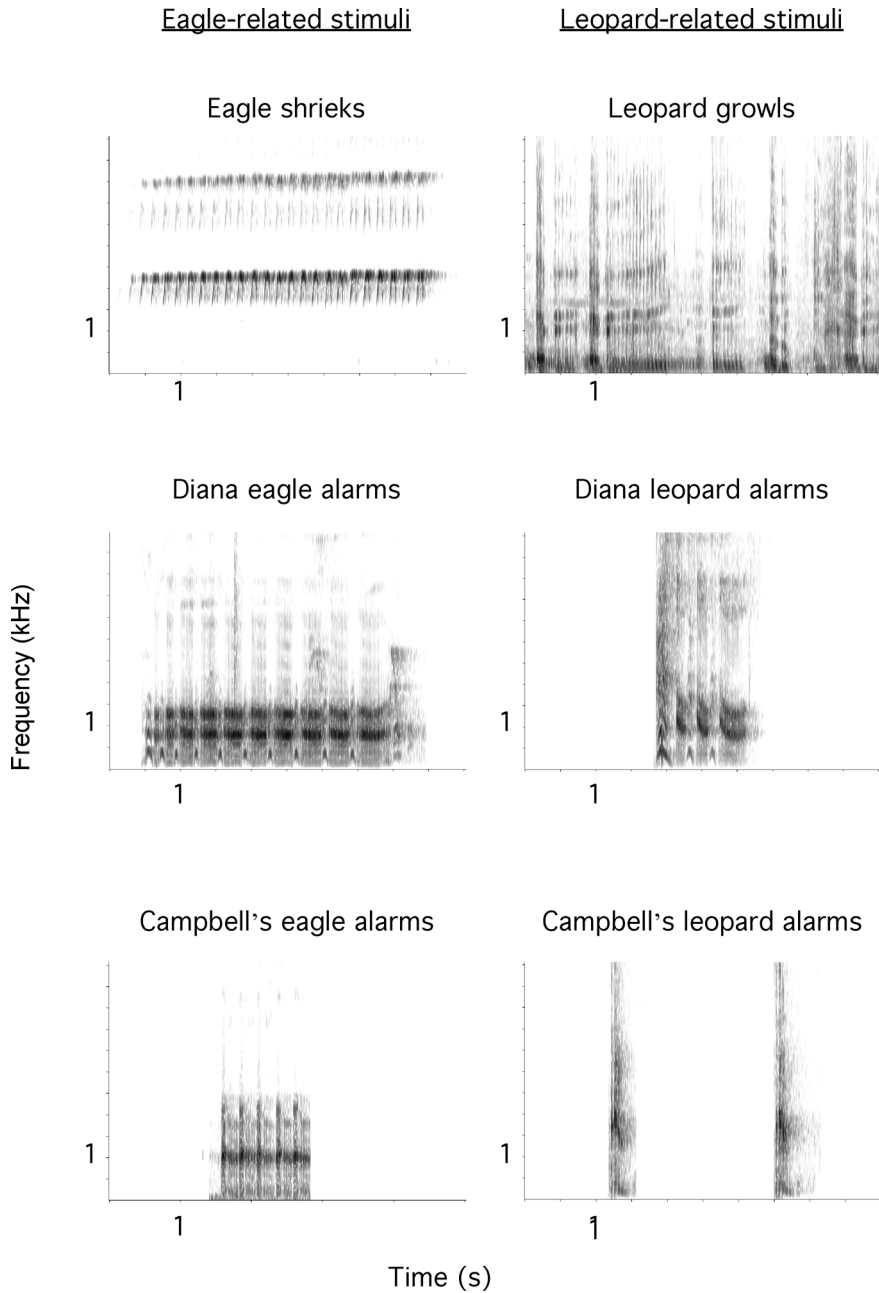 Eagle-related stimuli
Leopard-related stimuli
Eagle shrieks
Leopard growls
1
1
1
1
Diana eagle alarms
Diana leopard alarms
Frequency (kHz)
1
1
1
1
Campbell's eagle alarms
Campbell's leopard alarms
1
1
1
1
Time (s)